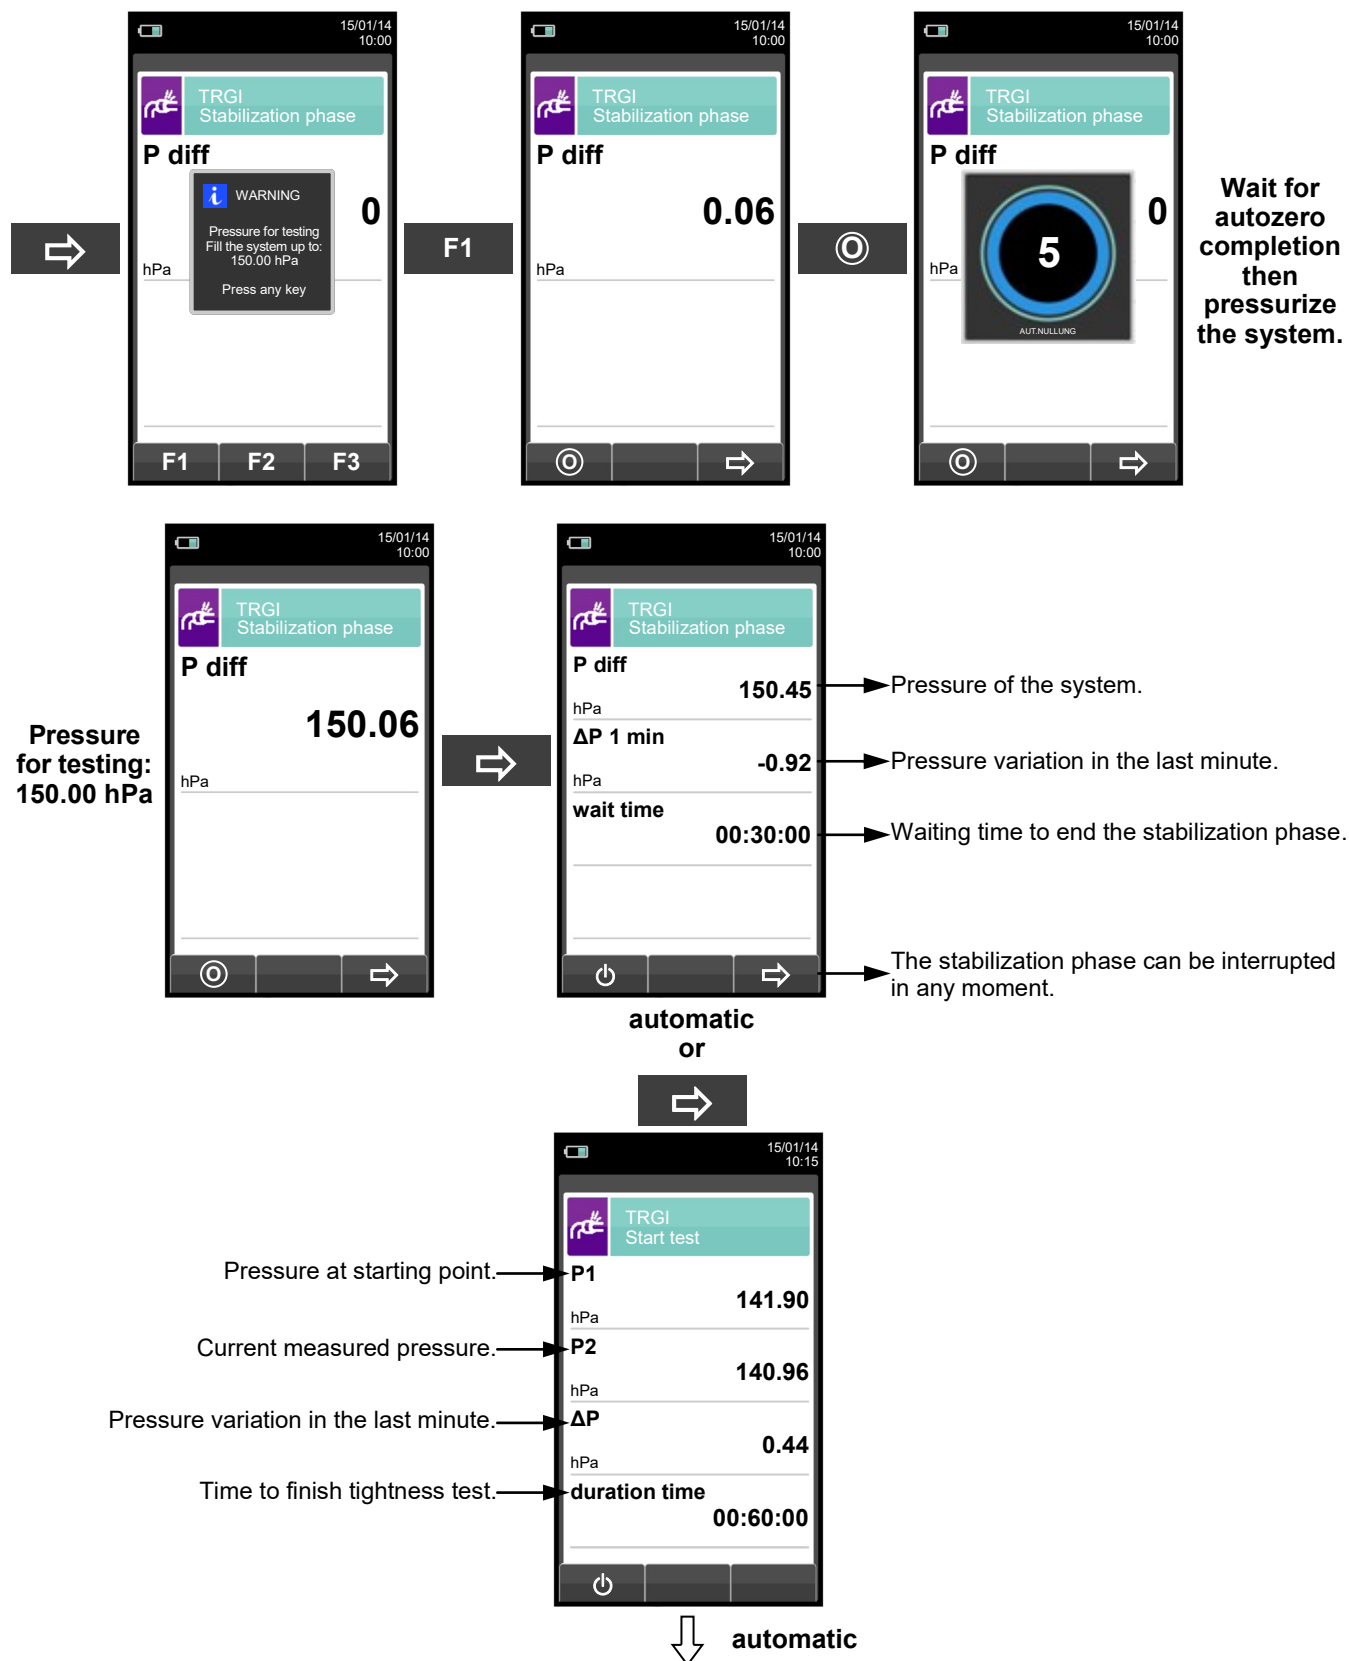 15/01/14
10:00
TRGI
Stabilization phase
P diff
WARNING
Pressure for testing
Fill the system up to:
150.00 hPa
Press any key
0
hPa
F1 F2 F3
F1
15/01/14
10:00
TRGI
Stabilization phase
P diff
0.06
hPa
15/01/14
10:00
TRGI
Stabilization phase
P diff
0
5
hPa
AUT.NULLUNG
Wait for
autozero
completion
then
pressurize
the system.
Pressure
for testing:
150.00 hPa
15/01/14
10:00
TRGI
Stabilization phase
P diff
150.06
hPa
15/01/14
10:00
TRGI
Stabilization phase
P diff
150.45
hPa
ΔP 1 min
-0.92
hPa
wait time
00:30:00
Pressure of the system.
Pressure variation in the last minute.
Waiting time to end the stabilization phase.
The stabilization phase can be interrupted
in any moment.
automatic
or
15/01/14
10:15
TRGI
Start test
Pressure at starting point.
P1
141.90
hPa
Current measured pressure.
P2
140.96
hPa
Pressure variation in the last minute.
ΔP
0.44
hPa
Time to finish tightness test.
duration time
00:60:00
automatic